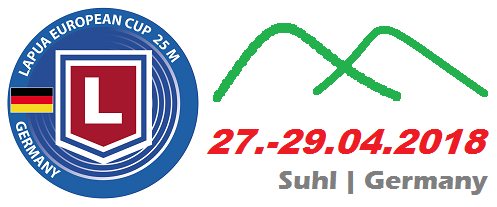 LAPUA EUROPEAN CUP 25 M
GERMANY
L
27.-29.04.2018
Suhl | Germany